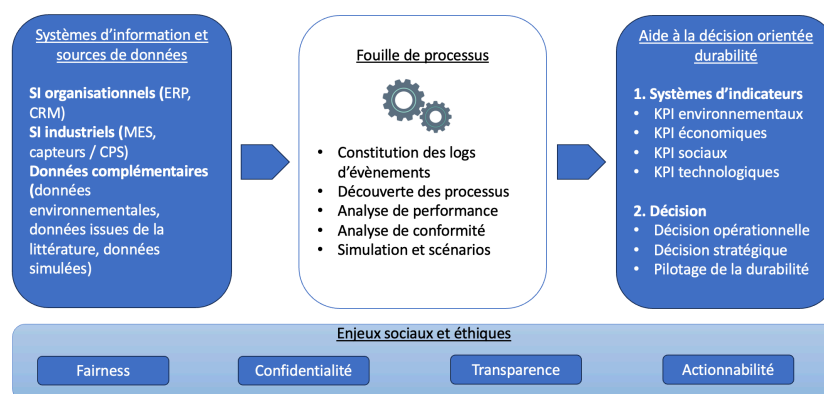 Systèmes d'information et
sources de données
SI organisationnels (ERP,
CRM)
SI industriels (MES,
capteurs / CPS)
Données complémentaires
(données
environnementales,
données issues de la
littérature, données
simulées)
Fouille de processus
• Constitution des logs
d'évènements
• Découverte des processus
• Analyse de performance
• Analyse de conformité
• Simulation et scénarios
Aide à la décision orientée
durabilité
1. Systèmes d'indicateurs
• KPI environnementaux
• KPI économiques
• KPI sociaux
• KPI technologiques
2. Décision
• Décision opérationnelle
• Décision stratégique
• Pilotage de la durabilité
Enjeux sociaux et éthiques
Fairness
Confidentialité
Transparence
Actionnabilité